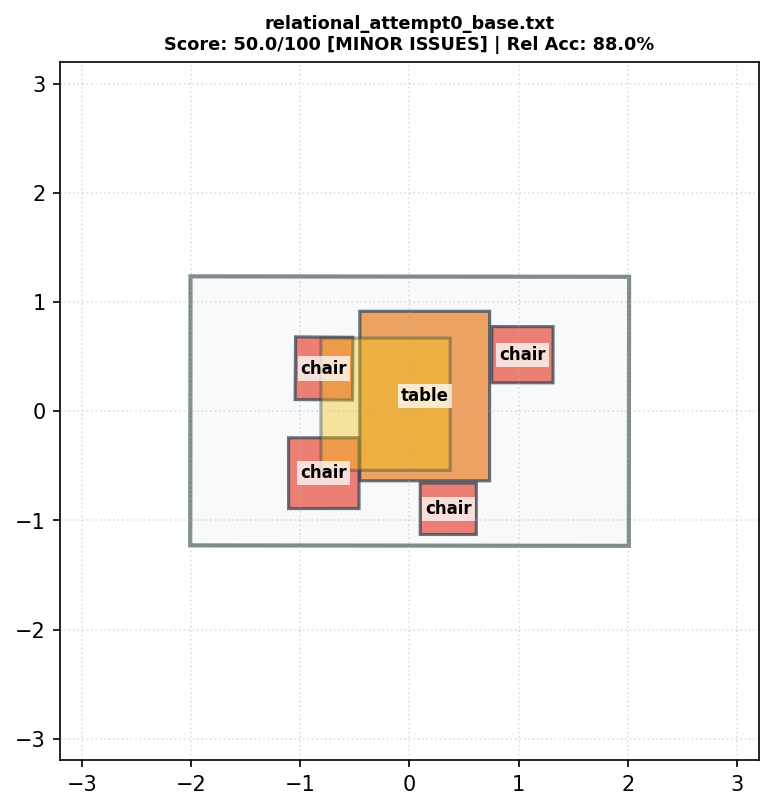 relational_attempt0_base.txt
Score: 50.0/100 [MINOR ISSUES] | Rel Acc: 88.0%
3
2
1
0
−1
−2
−3
chair
chair
table
chair
chair
−3
−2
−1
0
1
2
3